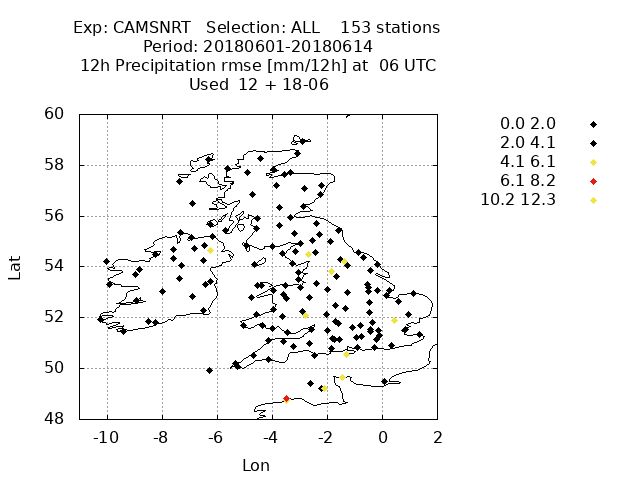 Exp: CAMSNRT   Selection: ALL    153 stations
Period: 20180601-20180614
12h Precipitation rmse [mm/12h] at  06 UTC
Used  12 + 18-06
60
58
56
54
52
50
48
-10 -8 -6 -4 -2 0 2
Lat
Lon
0.0 2.0
2.0 4.1
4.1 6.1
6.1 8.2
10.2 12.3